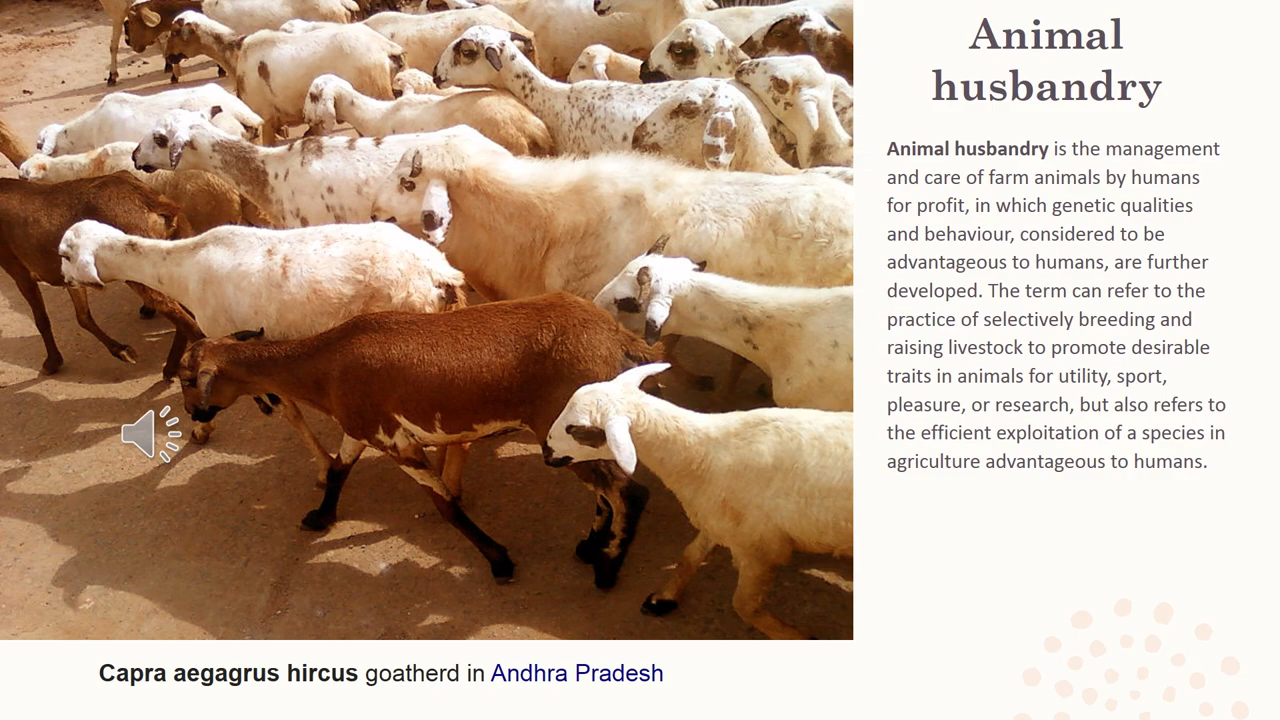 Animal
husbandry
Animal husbandry is the management
and care of farm animals by humans
for profit, in which genetic qualities
and behaviour, considered to be
advantageous to humans, are further
developed. The term can refer to the
practice of selectively breeding and
raising livestock to promote desirable
traits in animals for utility, sport,
pleasure, or research, but also refers to
the efficient exploitation of a species in
agriculture advantageous to humans.
Capra aegagrus hircus goatherd in Andhra Pradesh